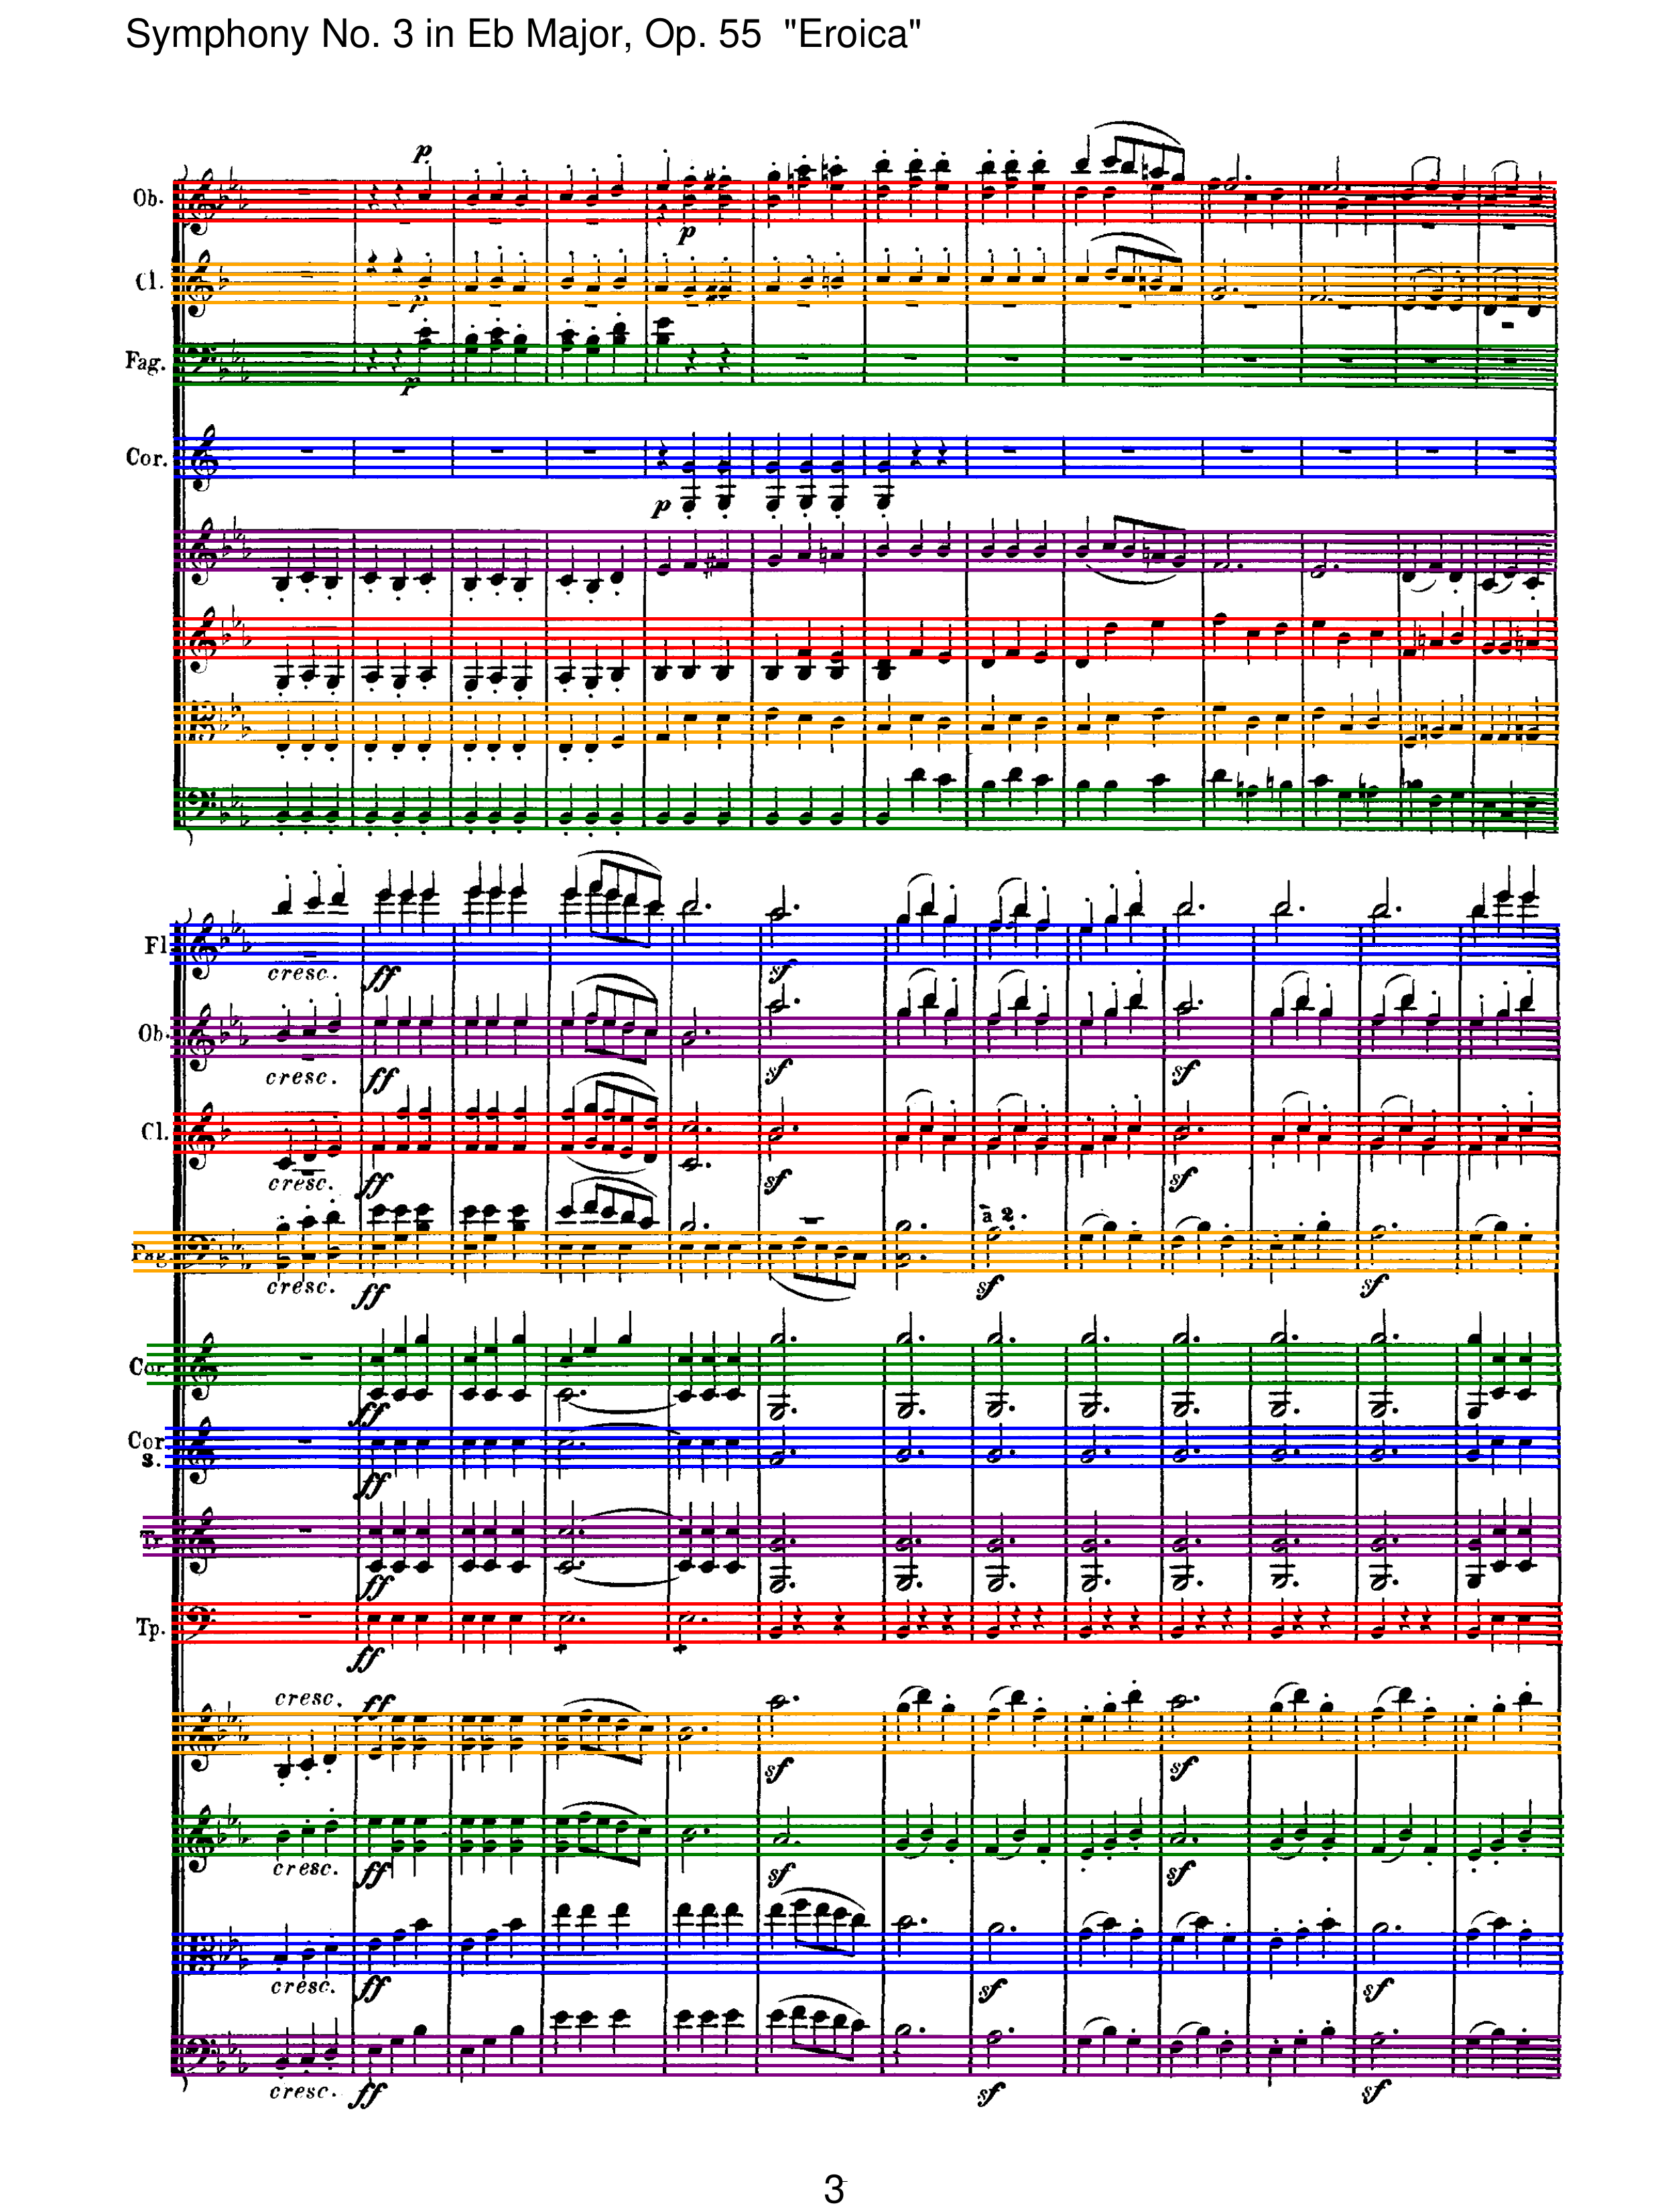 Symphony No. 3 in Eb Major, Op. 55 "Eroica"
p
Ob.
p
Cl.
p
Fag.
p
Cor.
p
Fl
cresc. ff sf
Ob.
cresc. ff sf sf
Cl.
cresc. ff sf sf
à 2.
Fag.
cresc. ff sf sf
Cor.
ff
Cor
3.
ff
Tr
ff
Tp.
ff
cresc. ff
sf sf
cresc. ff sf sf
cresc. ff sf sf
cresc. ff sf sf
3